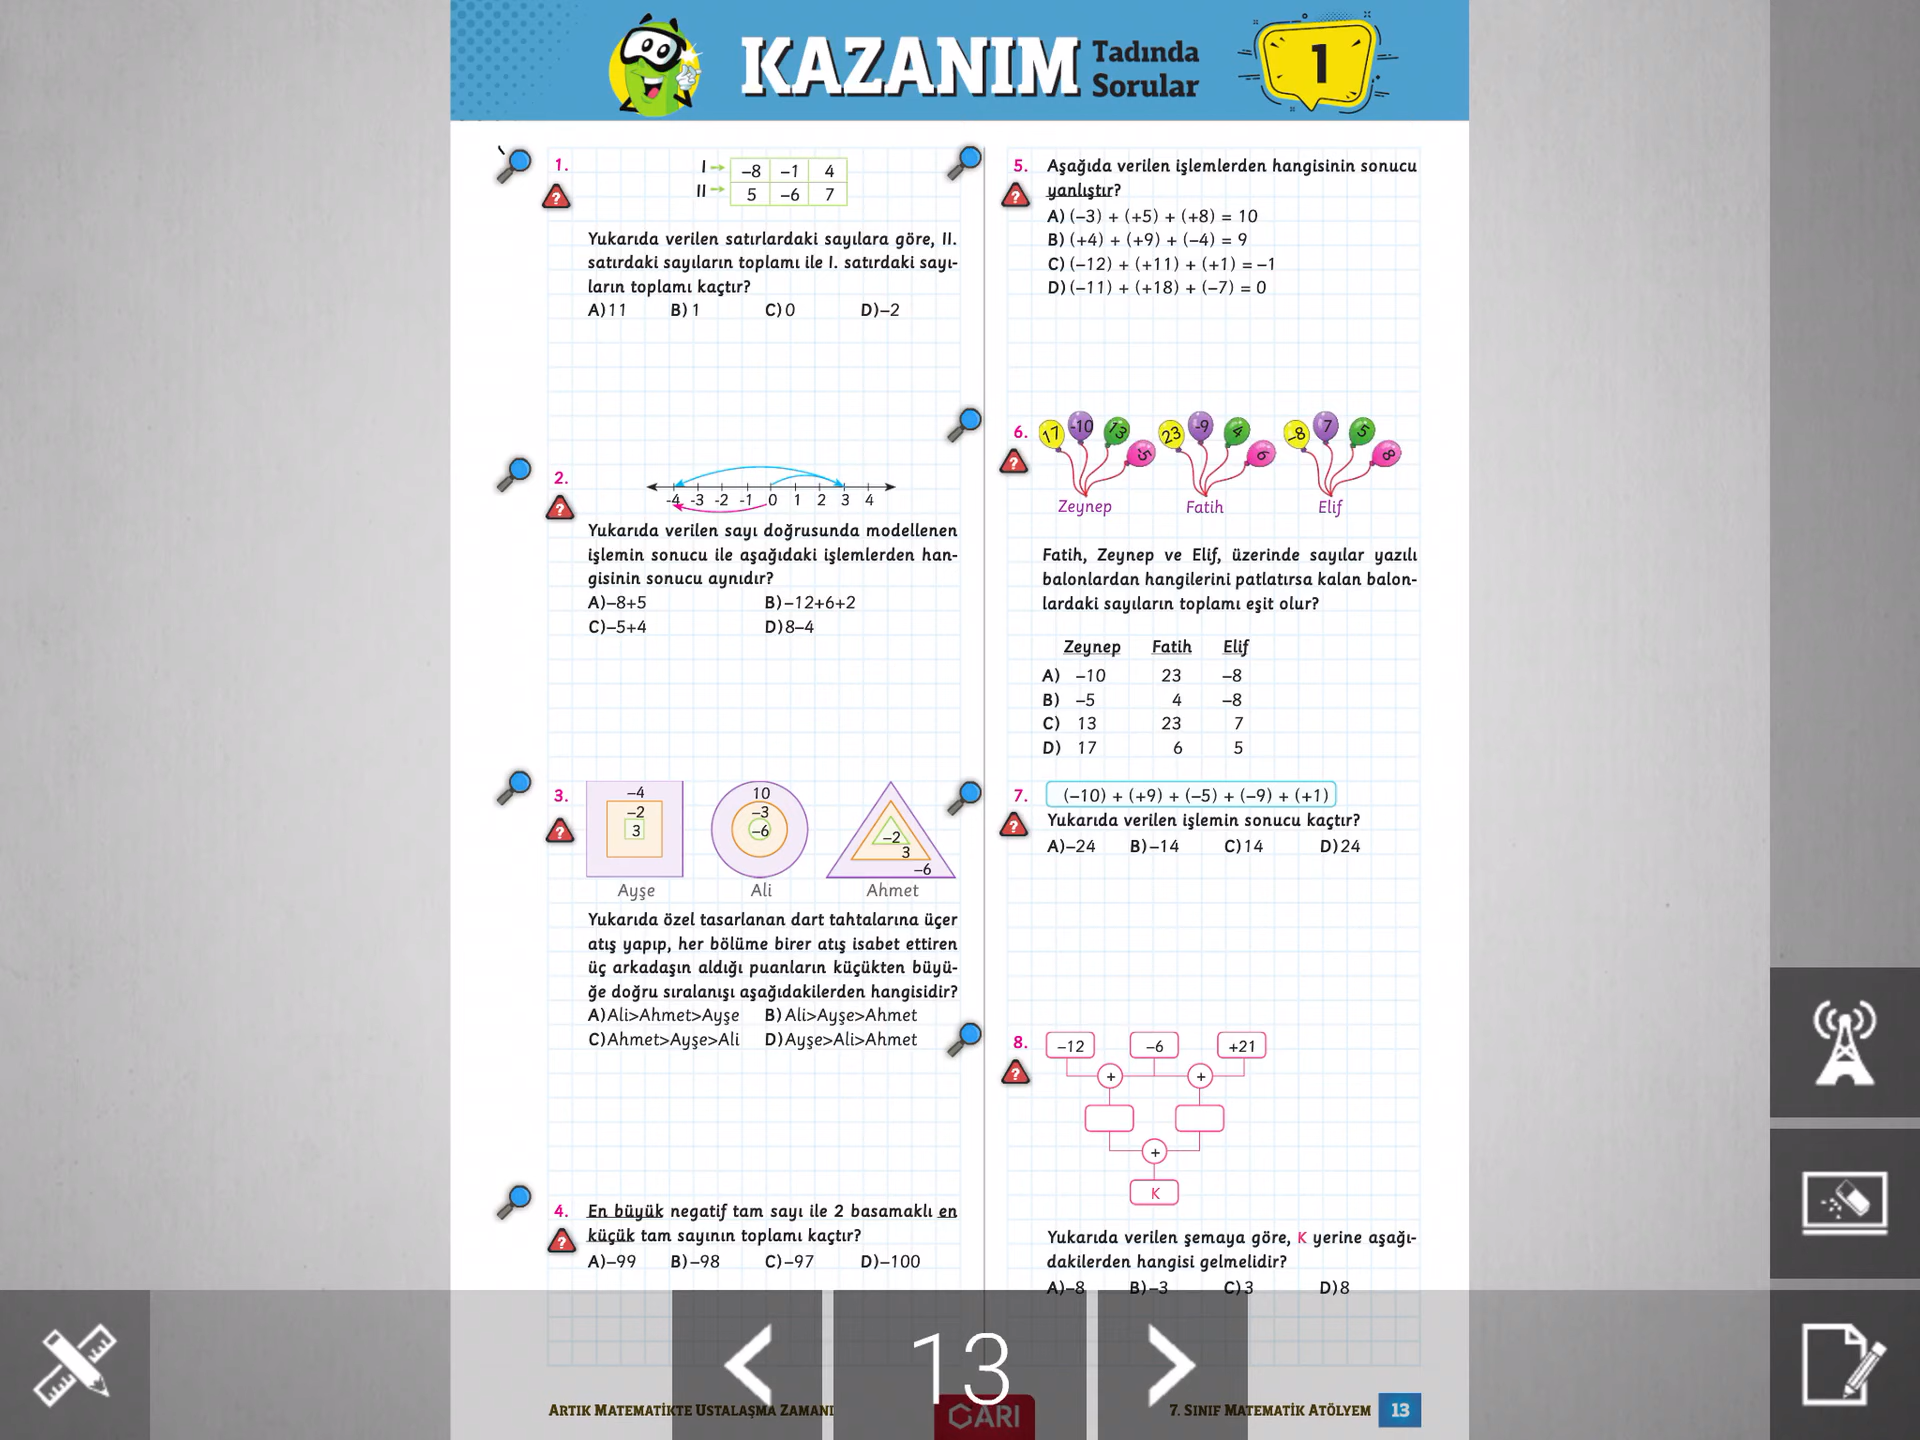 KAZANIM Tadında Sorular 1
1.
I → –8 –1 4
II → 5 –6 7
Yukarıda verilen satırlardaki sayılara göre, II.
satırdaki sayıların toplamı ile I. satırdaki sayı-
ların toplamı kaçtır?
A) 11 B) 1 C) 0 D) –2
2.
-4 -3 -2 -1 0 1 2 3 4
Yukarıda verilen sayı doğrusunda modellenen
işlemin sonucu ile aşağıdaki işlemlerden han-
gisinin sonucu aynıdır?
A) –8+5 B) –12+6+2
C) –5+4 D) 8–4
3.
–4
–2
3
Ayşe
10
–3
–6
Ali
–2
3
–6
Ahmet
Yukarıda özel tasarlanan dart tahtalarına üçer
atış yapıp, her bölüme birer atış isabet ettiren
üç arkadaşın aldığı puanların küçükten büyü-
ğe doğru sıralanışı aşağıdakilerden hangisidir?
A) Ali>Ahmet>Ayşe B) Ali>Ayşe>Ahmet
C) Ahmet>Ayşe>Ali D) Ayşe>Ali>Ahmet
4. En büyük negatif tam sayı ile 2 basamaklı en
küçük tam sayının toplamı kaçtır?
A) –99 B) –98 C) –97 D) –100
5. Aşağıda verilen işlemlerden hangisinin sonucu
yanlıştır?
A) (–3) + (+5) + (+8) = 10
B) (+4) + (+9) + (–4) = 9
C) (–12) + (+11) + (+1) = –1
D) (–11) + (+18) + (–7) = 0
6.
17 -10 13 -5
Zeynep
23 -9 4 6
Fatih
-8 7 5 8
Elif
Fatih, Zeynep ve Elif, üzerinde sayılar yazılı
balonlardan hangilerini patlatırsa kalan balon-
lardaki sayıların toplamı eşit olur?
Zeynep Fatih Elif
A) –10 23 –8
B) –5 4 –8
C) 13 23 7
D) 17 6 5
7. (–10) + (+9) + (–5) + (–9) + (+1)
Yukarıda verilen işlemin sonucu kaçtır?
A) –24 B) –14 C) 14 D) 24
8.
–12 –6 +21
+ +
+
K
Yukarıda verilen şemaya göre, K yerine aşağı-
dakilerden hangisi gelmelidir?
A) –8 B) –3 C) 3 D) 8
13
ARTIK MATEMATİKTE USTALAŞMA ZAMANI
ÇARI
7. SINIF MATEMATİK ATÖLYEM 13